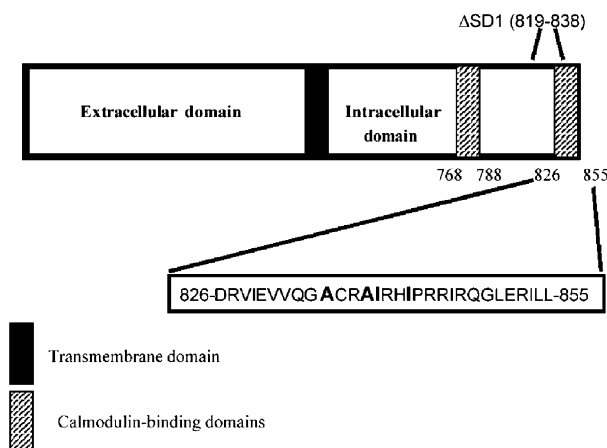 ΔSD1 (819-838)
Extracellular domain
Intracellular
domain
768 788 826 855
826-DRVIEVVQGACRAIRHIPRRIRQGLERILL-855
Transmembrane domain
Calmodulin-binding domains